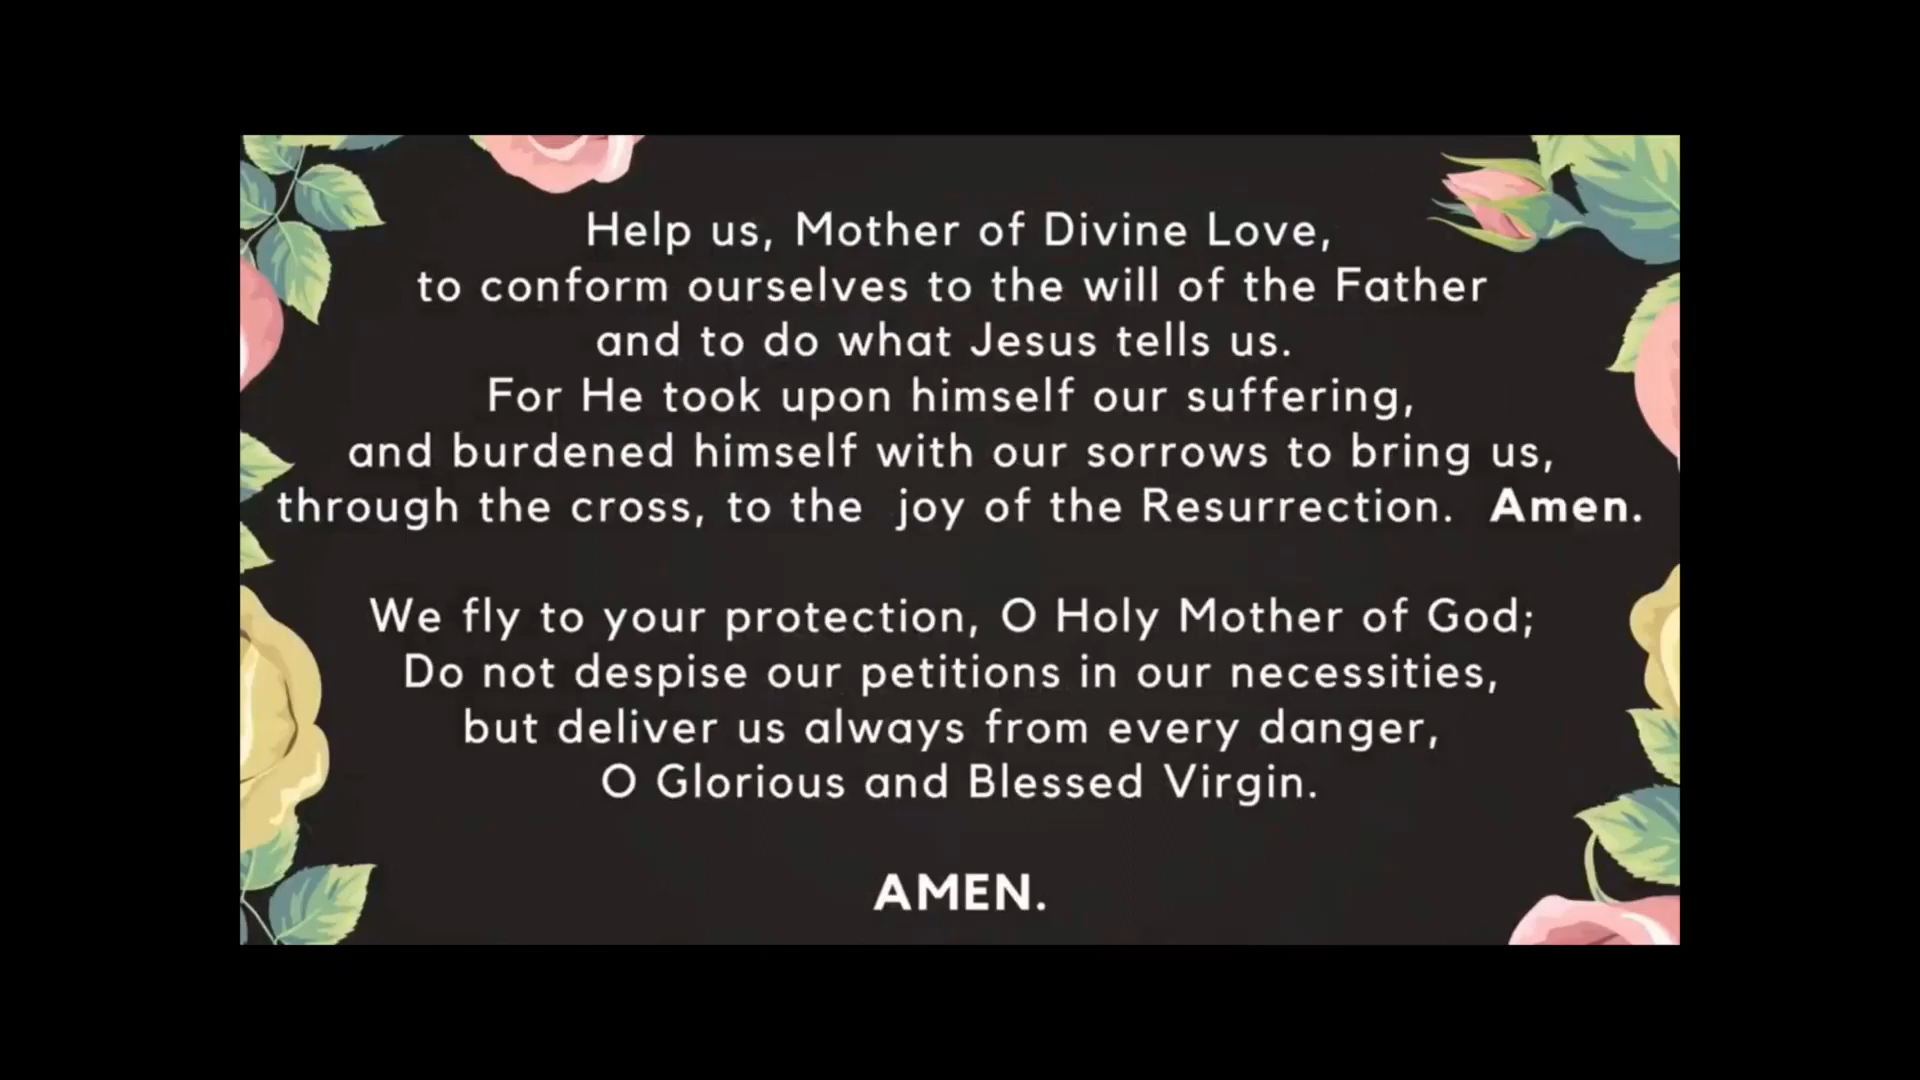 Help us, Mother of Divine Love,
to conform ourselves to the will of the Father
and to do what Jesus tells us.
For He took upon himself our suffering,
and burdened himself with our sorrows to bring us,
through the cross, to the joy of the Resurrection. Amen.
We fly to your protection, O Holy Mother of God;
Do not despise our petitions in our necessities,
but deliver us always from every danger,
O Glorious and Blessed Virgin.
AMEN.